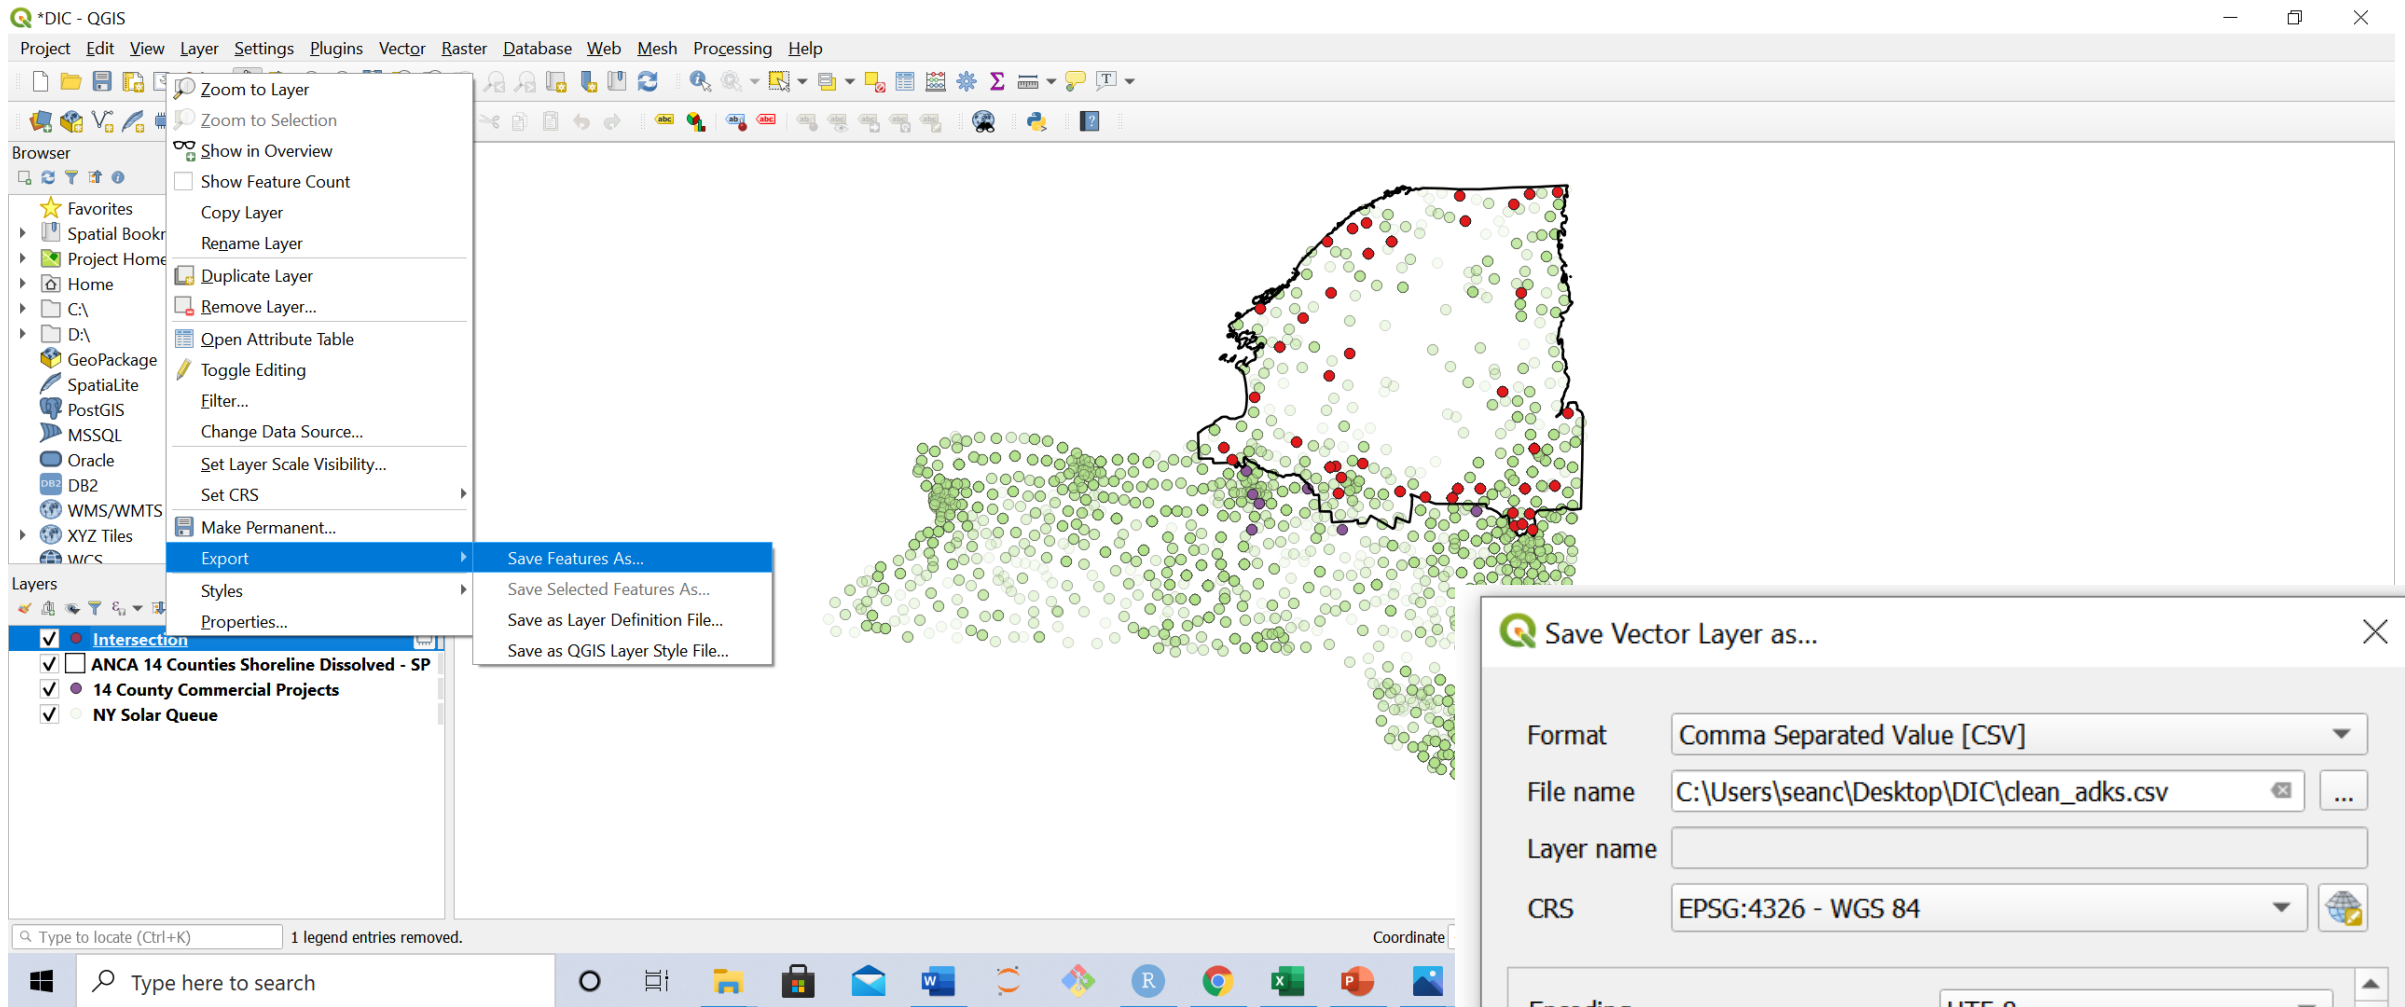 *DIC - QGIS
Project Edit View Layer Settings Plugins Vector Raster Database Web Mesh Processing Help
Browser
Favorites
Spatial Bookr
Project Home
Home
C:\
D:\
GeoPackage
SpatiaLite
PostGIS
MSSQL
Oracle
DB2
WMS/WMTS
XYZ Tiles
WCS
Zoom to Layer
Zoom to Selection
Show in Overview
Show Feature Count
Copy Layer
Rename Layer
Duplicate Layer
Remove Layer...
Open Attribute Table
Toggle Editing
Filter...
Change Data Source...
Set Layer Scale Visibility...
Set CRS
Make Permanent...
Export
Styles
Properties...
Save Features As...
Save Selected Features As...
Save as Layer Definition File...
Save as QGIS Layer Style File...
Layers
Intersection
ANCA 14 Counties Shoreline Dissolved - SP
14 County Commercial Projects
NY Solar Queue
Type to locate (Ctrl+K)
1 legend entries removed.
Coordinate
Type here to search
Save Vector Layer as...
Format
Comma Separated Value [CSV]
File name
C:\Users\seanc\Desktop\DIC\clean_adks.csv
...
Layer name
CRS
EPSG:4326 - WGS 84
Encoding
UTF-8